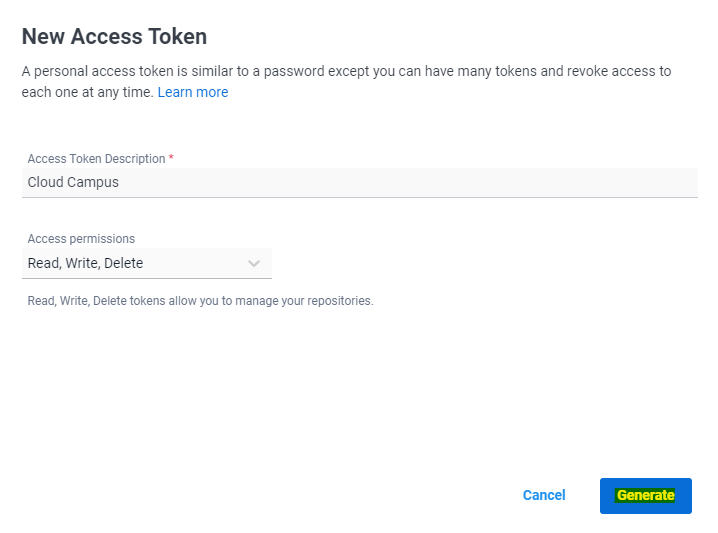 New Access Token
A personal access token is similar to a password except you can have many tokens and revoke access to
each one at any time. Learn more
Access Token Description *
Cloud Campus
Access permissions
Read, Write, Delete
Read, Write, Delete tokens allow you to manage your repositories.
Cancel Generate